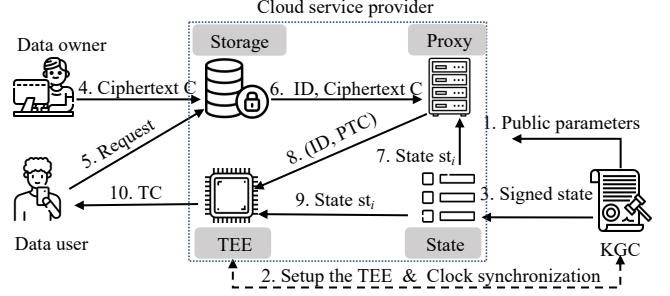 Cloud service provider
Data owner
Storage
Proxy
4. Ciphertext C
6. ID, Ciphertext C
1. Public parameters
5. Request
8. (ID, PTC)
7. State stᵢ
10. TC
9. State stᵢ
3. Signed state
Data user
TEE
State
KGC
2. Setup the TEE & Clock synchronization